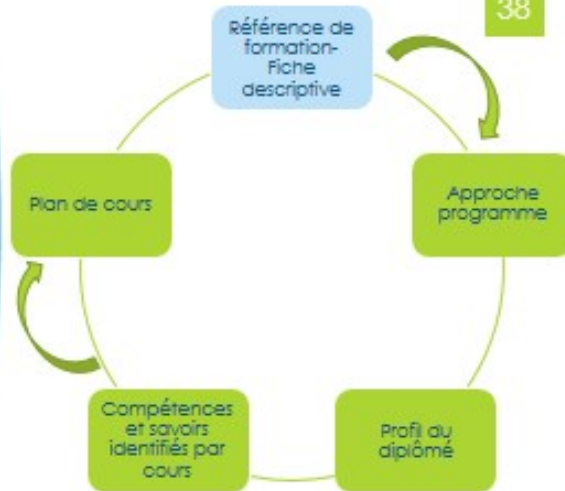 38
Référence de
formation-
Fiche
descriptive
Approche
programme
Profil du
diplômé
Compétences
et savoirs
identifiés par
cours
Plan de cours